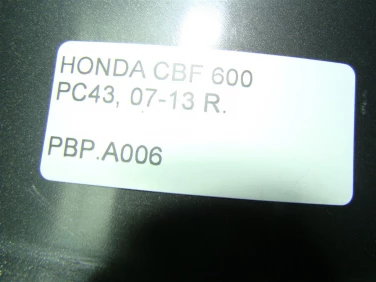 HONDA CBF 600
PC43, 07-13 R.
PBP.A006